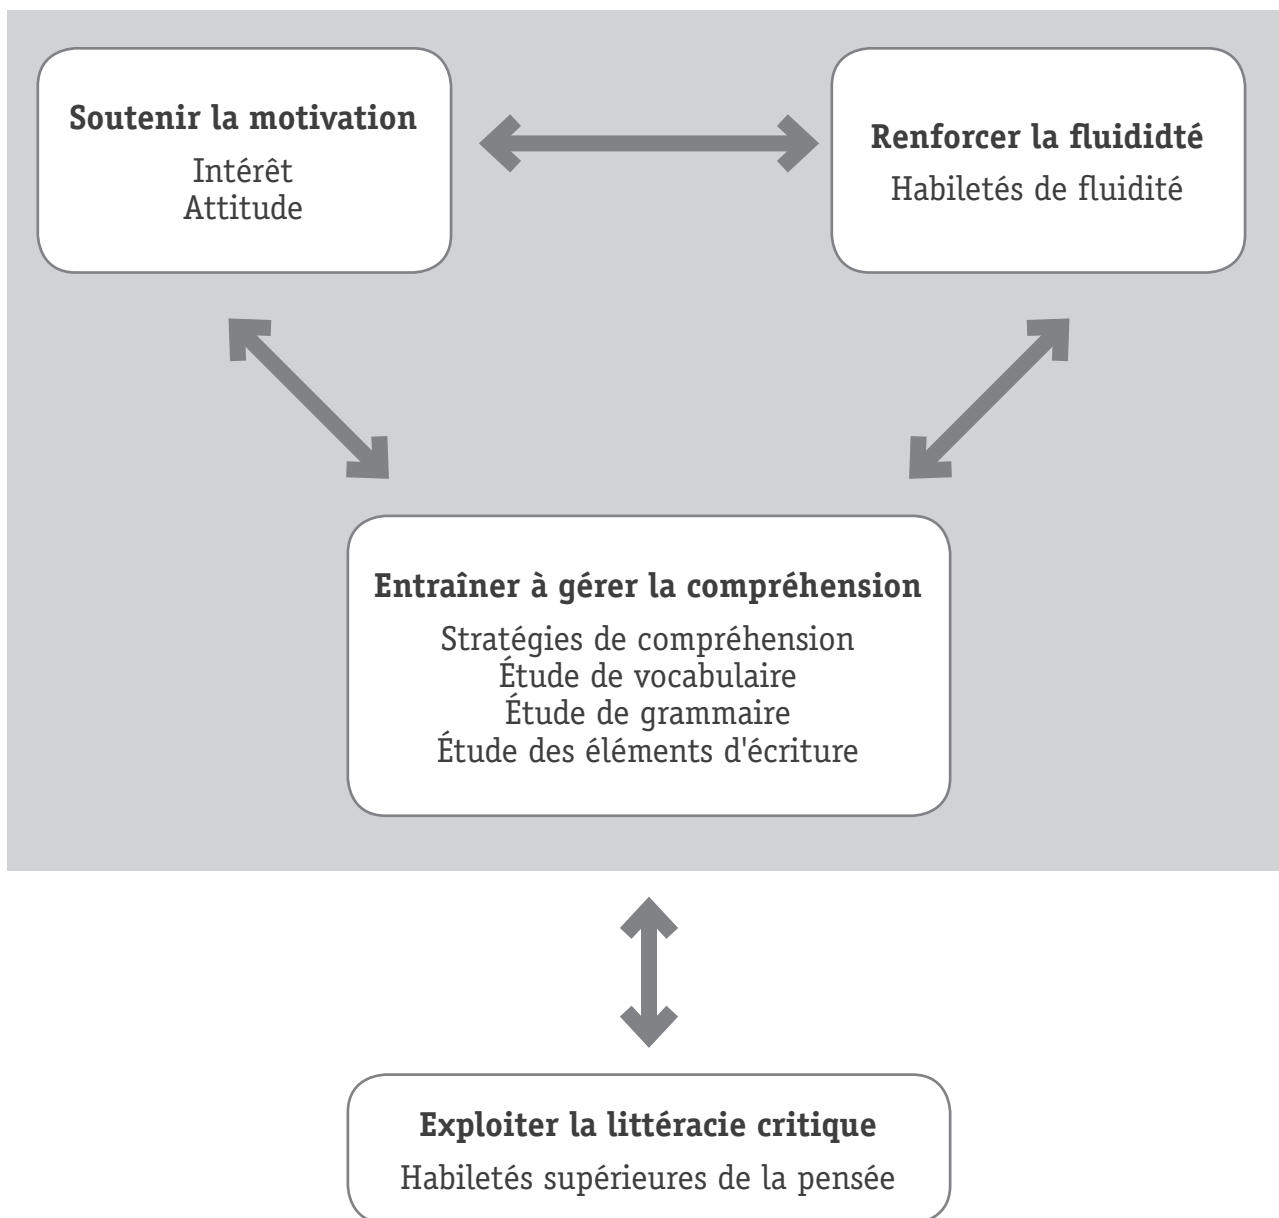 Soutenir la motivation
Intérêt
Attitude
Renforcer la fluididté
Habiletés de fluidité
Entraîner à gérer la compréhension
Stratégies de compréhension
Étude de vocabulaire
Étude de grammaire
Étude des éléments d'écriture
Exploiter la littéracie critique
Habiletés supérieures de la pensée